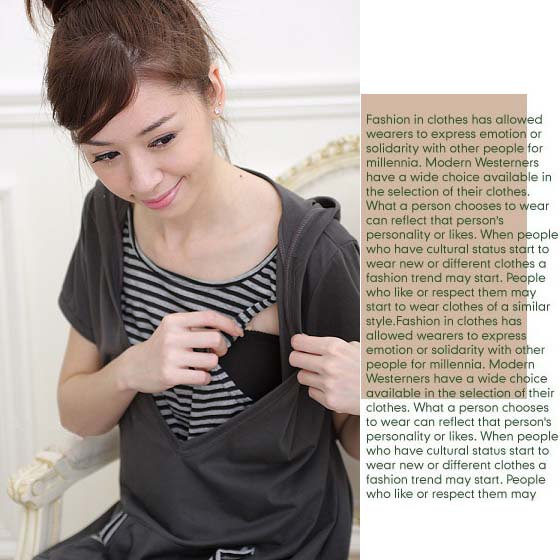 Fashion in clothes has allowed
wearers to express emotion or
solidarity with other people for
millennia. Modern Westerners
have a wide choice available in
the selection of their clothes.
What a person chooses to wear
can reflect that person's
personality or likes. When people
who have cultural status start to
wear new or different clothes a
fashion trend may start. People
who like or respect them may
start to wear clothes of a similar
style.Fashion in clothes has
allowed wearers to express
emotion or solidarity with other
people for millennia. Modern
Westerners have a wide choice
available in the selection of their
clothes. What a person chooses
to wear can reflect that person's
personality or likes. When people
who have cultural status start to
wear new or different clothes a
fashion trend may start. People
who like or respect them may